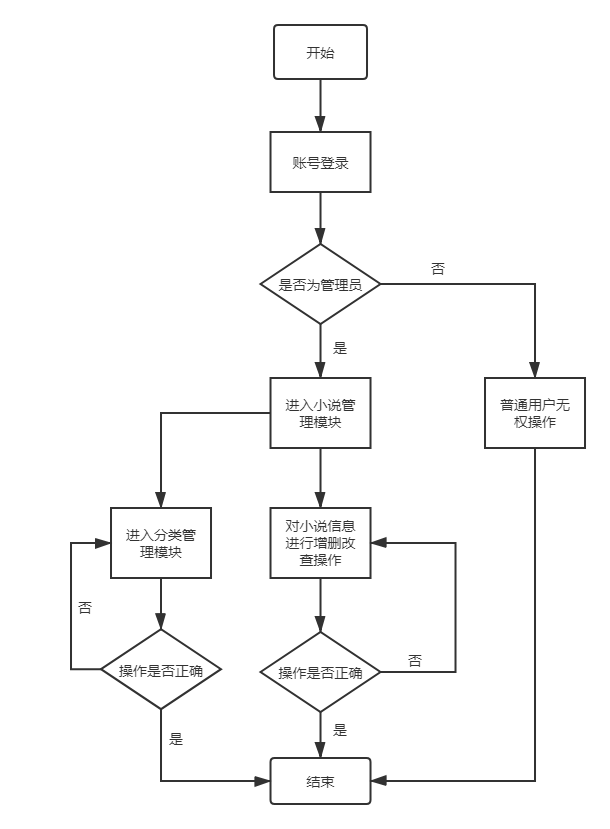 开始
账号登录
是否为管理员
否
是
进入小说管
理模块
普通用户无
权操作
进入分类管
理模块
对小说信息
进行增删改
查操作
否
操作是否正确
操作是否正确
否
是
是
结束